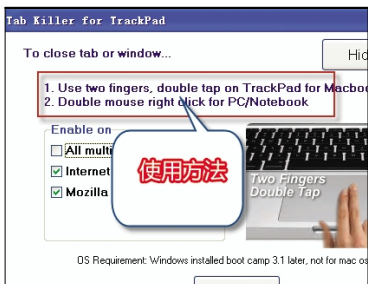 Tab Killer for TrackPad
To close tab or window...
Hid
1. Use two fingers, double tap on TrackPad for Macboo
2. Double mouse right click for PC/Notebook
Enable on
All multi
Internet
Mozilla
使用方法
Two Fingers
Double Tap
OS Requirement: Windows installed boot camp 3.1 later, not for mac os